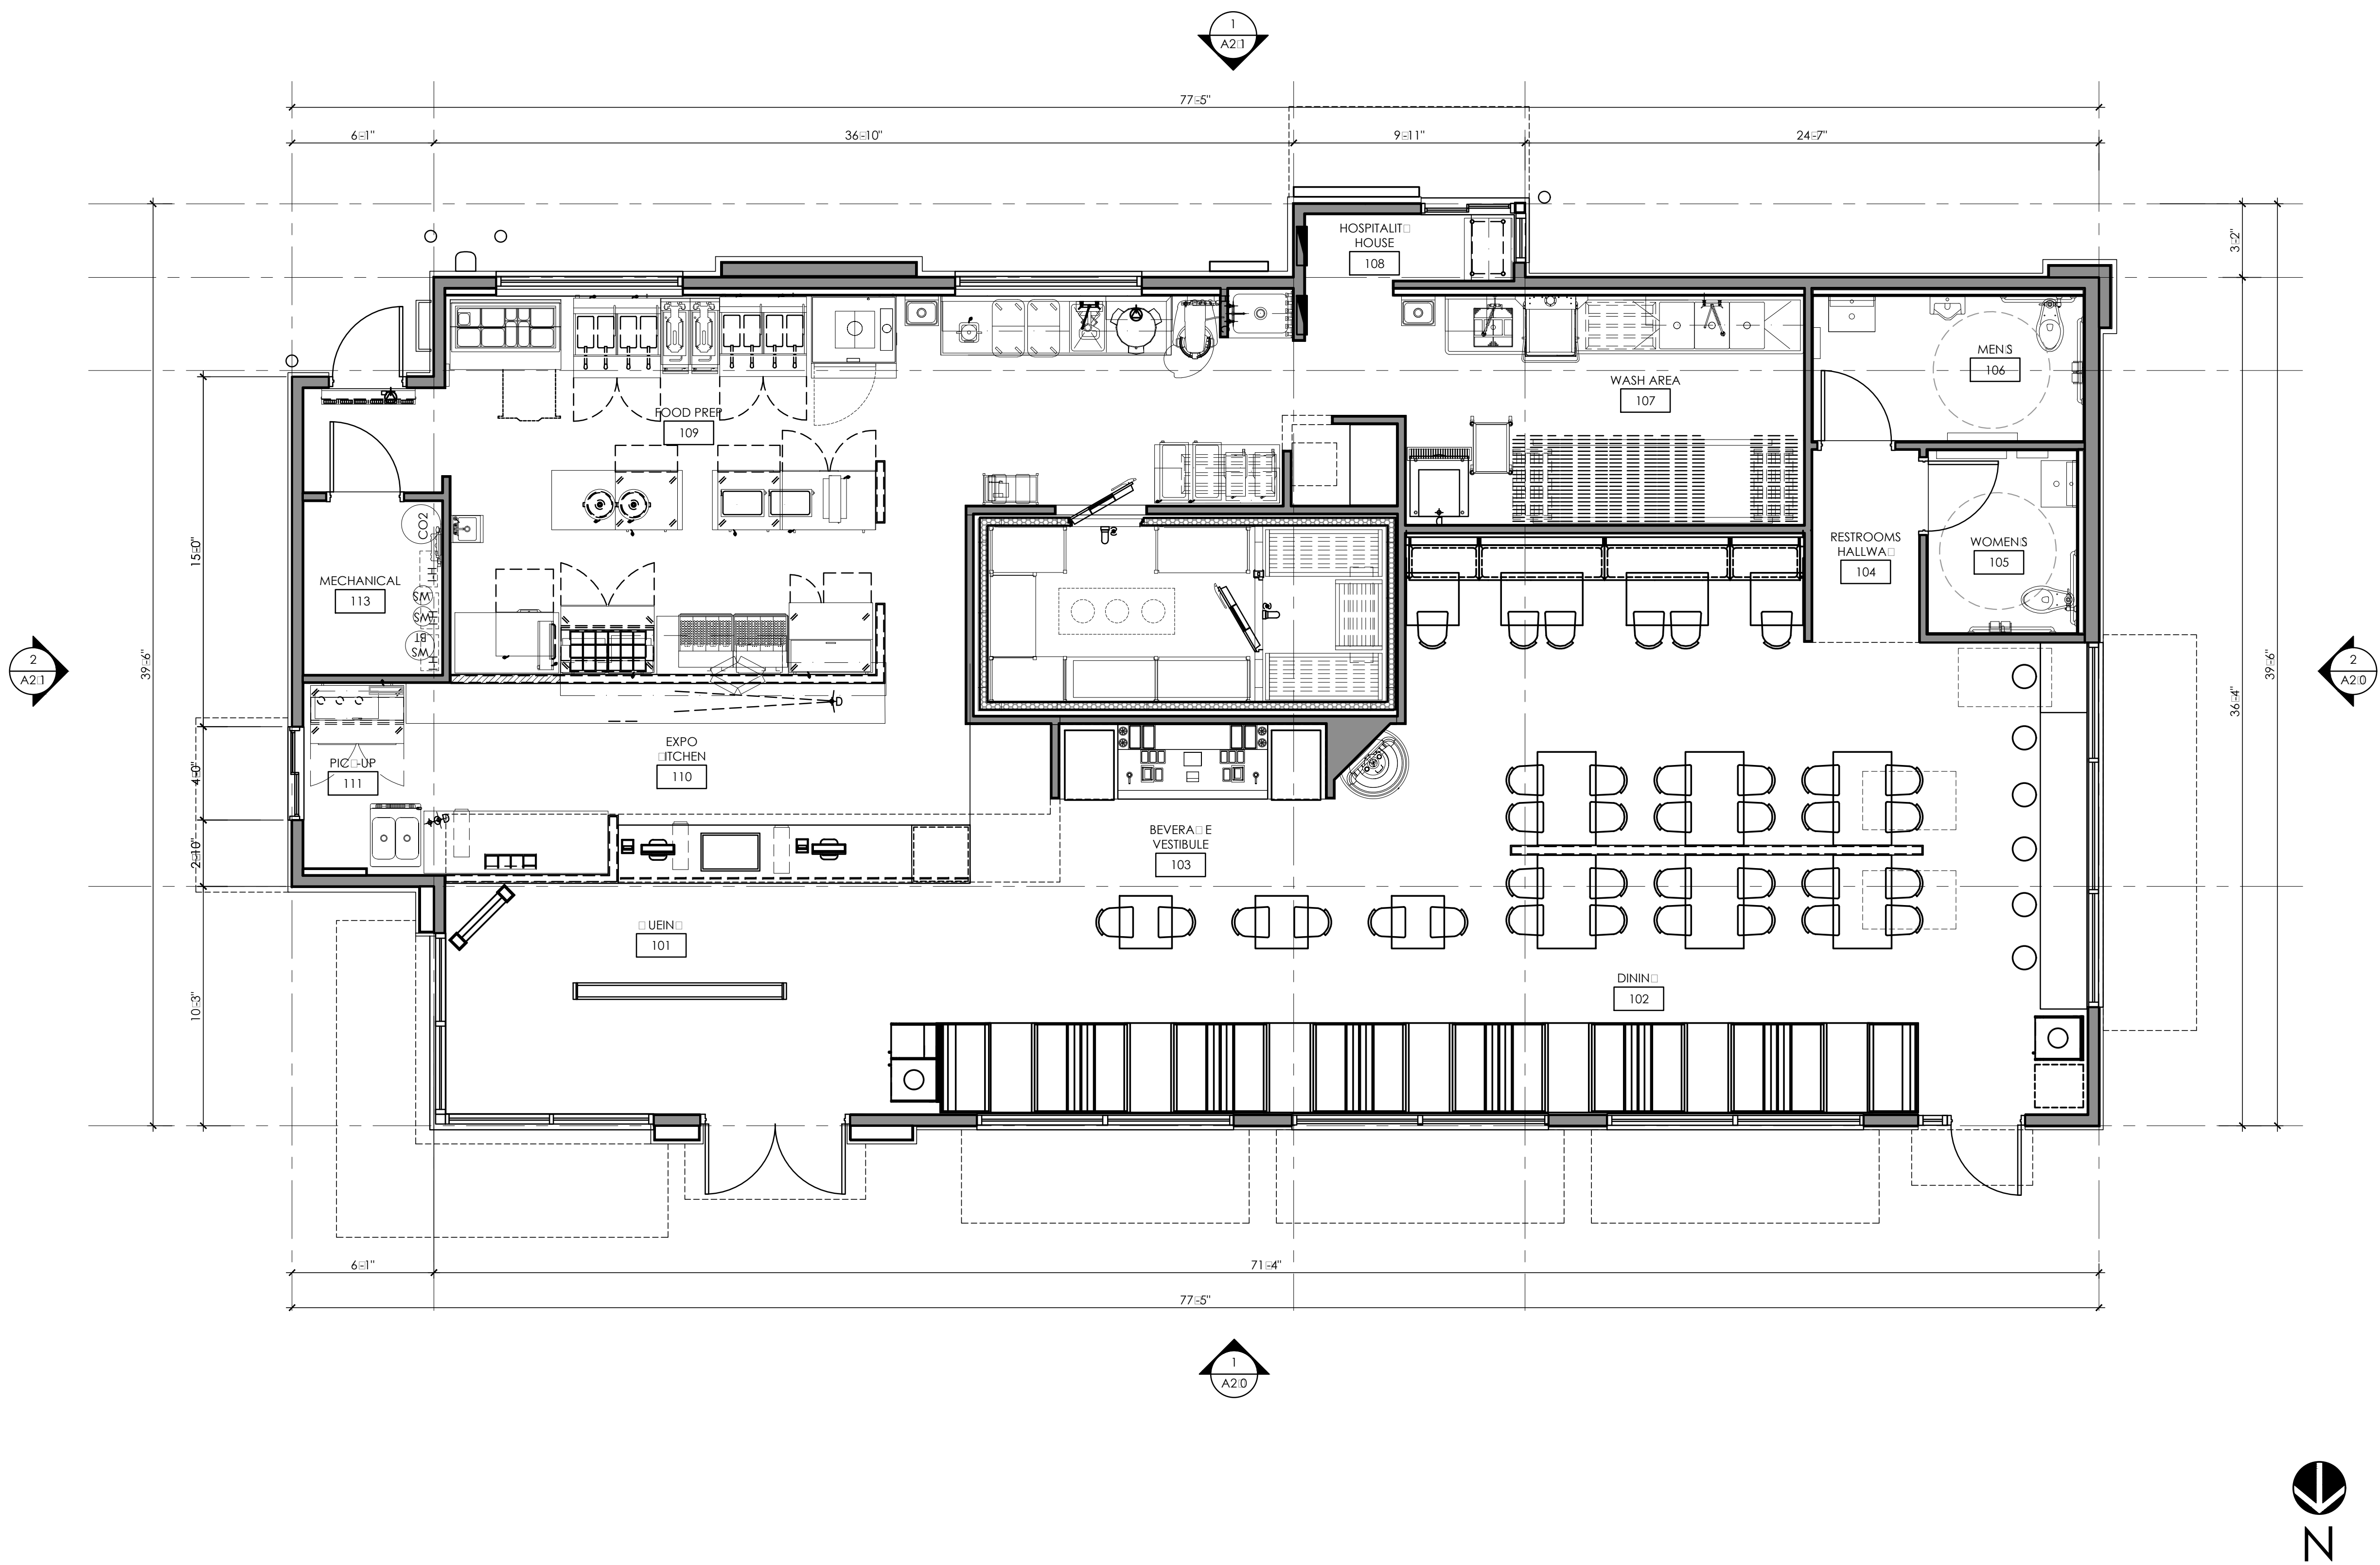 1
A2□1
77□-5"
6□-1"
36□-10"
9□-11"
24□-7"
HOSPITALIT□
HOUSE
108
3□-2"
MEN□S
106
WASH AREA
107
FOOD PREP
109
CO2
RESTROOMS
HALLWA□
104
WOMEN□S
105
15□-0"
MECHANICAL
113
WS
WS
BT
WS
39□-6"
2
A2□1
2
A2□0
39□-6"
36□-4"
D
EXPO
□ITCHEN
110
PIC□-UP
111
4□-0"
D
2□-10"
BEVERA□E
VESTIBULE
103
□UEIN□
101
DININ□
102
10□-3"
6□-1"
71□-4"
77□-5"
1
A2□0
N